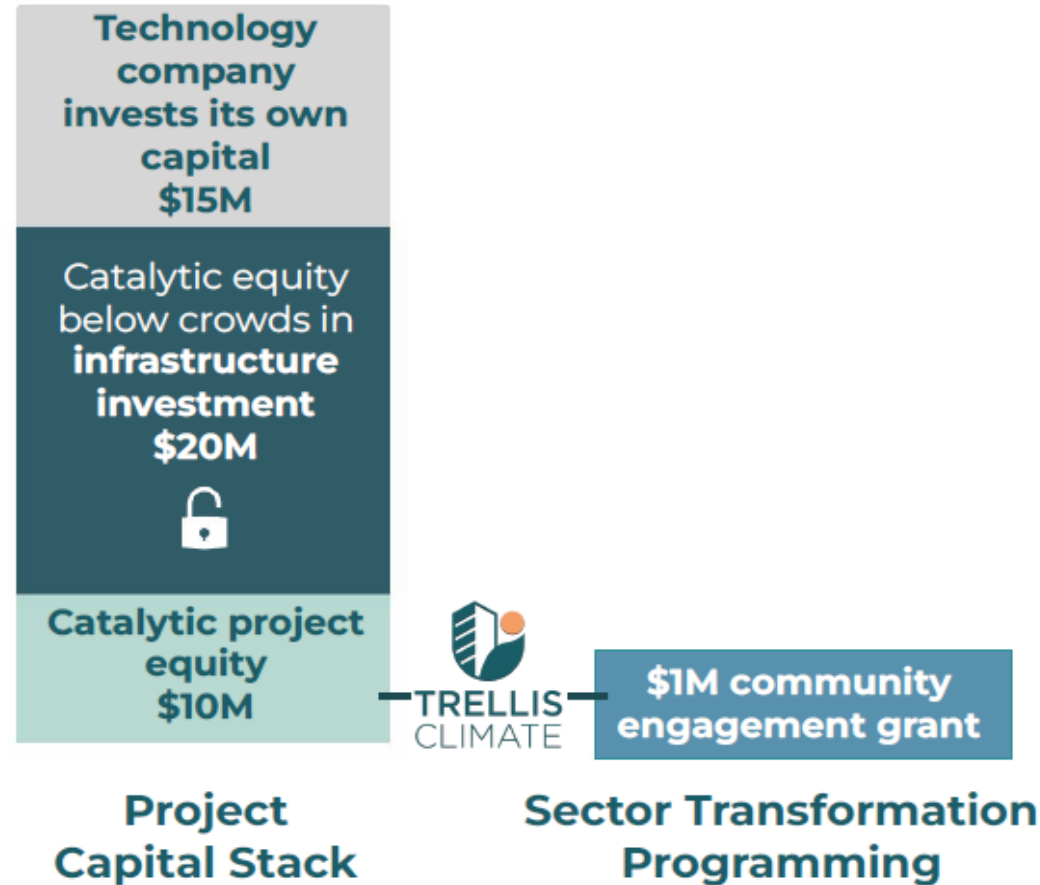 Technology
company
invests its own
capital
$15M
Catalytic equity
below crowds in
infrastructure
investment
$20M
Catalytic project
equity
$10M
TRELLIS
CLIMATE
$1M community
engagement grant
Project
Capital Stack
Sector Transformation
Programming